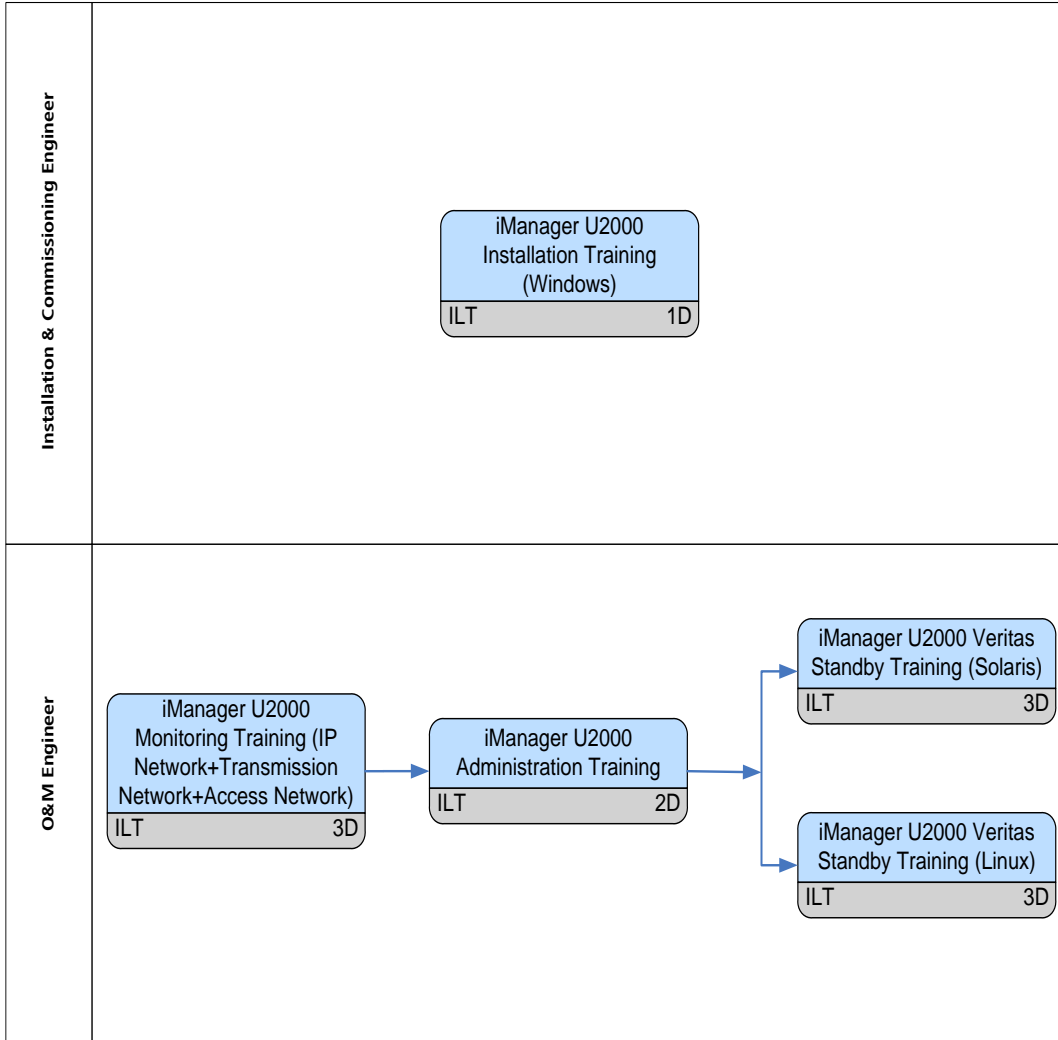 Installation & Commissioning Engineer
iManager U2000
Installation Training
(Windows)
ILT 1D
O&M Engineer
iManager U2000
Monitoring Training (IP
Network+Transmission
Network+Access Network)
ILT 3D
iManager U2000
Administration Training
ILT 2D
iManager U2000 Veritas
Standby Training (Solaris)
ILT 3D
iManager U2000 Veritas
Standby Training (Linux)
ILT 3D